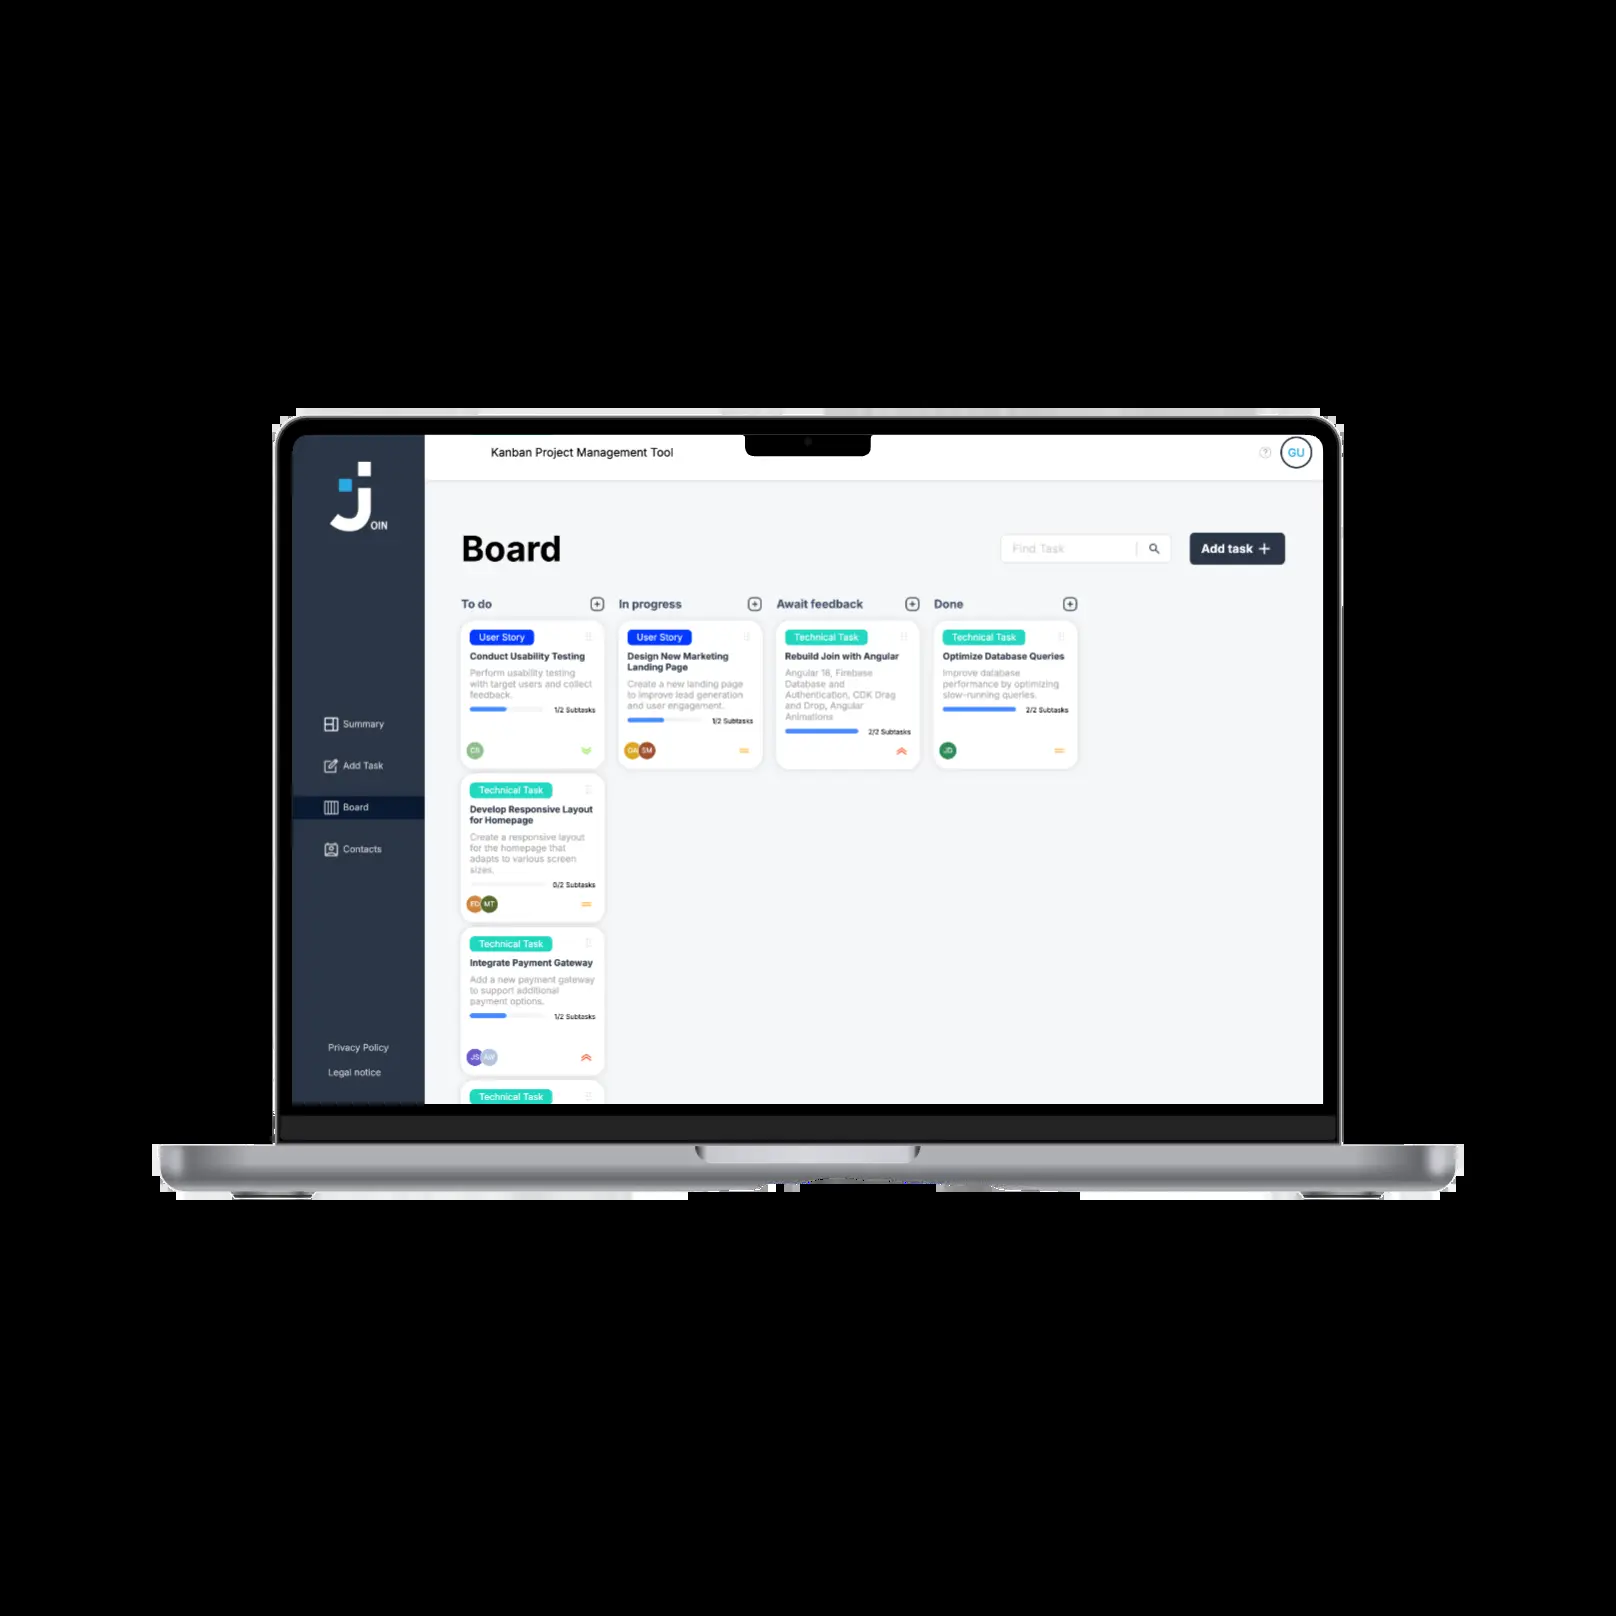 Kanban Project Management Tool
GU
JOIN
Board
Find Task
Add task
To do
In progress
Await feedback
Done
User Story
Conduct Usability Testing
Perform usability testing
with target users and collect
feedback.
1/2 Subtasks
Technical Task
Develop Responsive Layout
for Homepage
Create a responsive layout
for the homepage that
adapts to various screen
sizes.
0/2 Subtasks
MT
Technical Task
Integrate Payment Gateway
Add a new payment gateway
to support additional
payment options.
1/2 Subtasks
JS
Technical Task
User Story
Design New Marketing
Landing Page
Create a new landing page
to improve lead generation
and user engagement.
1/2 Subtasks
SM
Technical Task
Rebuild Join with Angular
Angular 18, Firebase
Database and
Authentication, CDK Drag
and Drop, Angular
Animations
2/2 Subtasks
Technical Task
Optimize Database Queries
Improve database
performance by optimizing
slow-running queries.
2/2 Subtasks
JD
Summary
Add Task
Board
Contacts
Privacy Policy
Legal notice